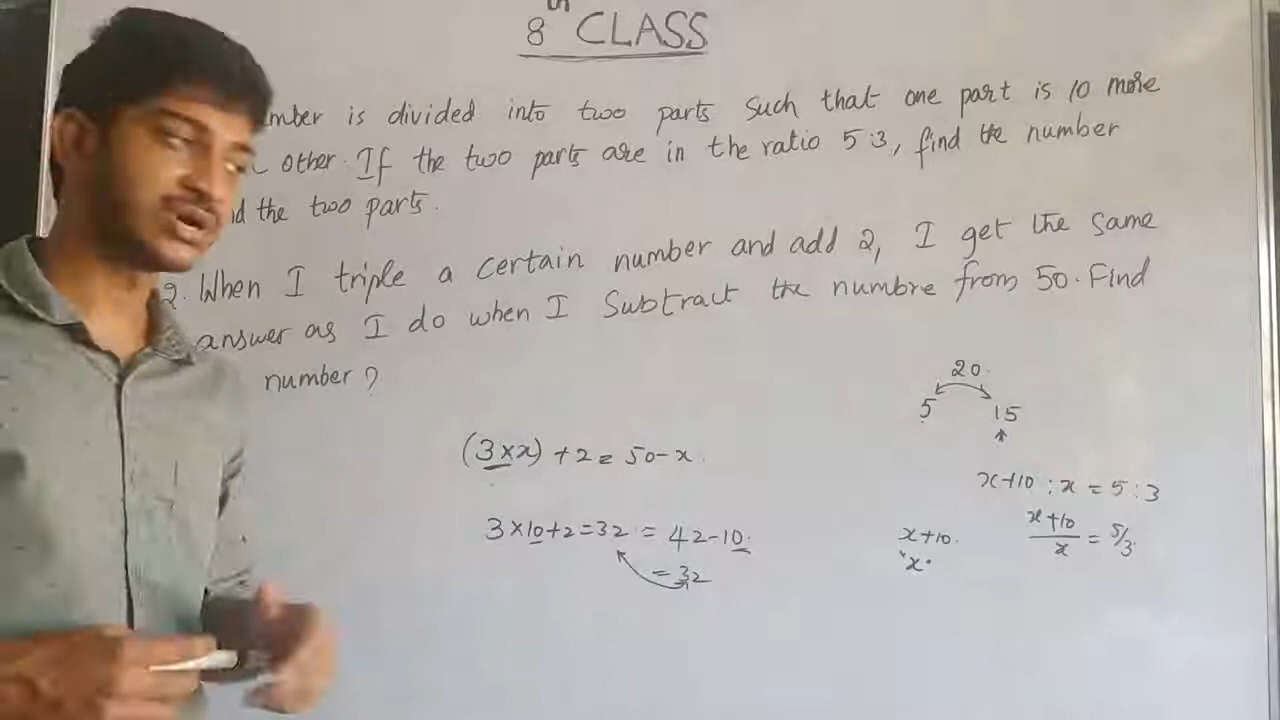 8th CLASS
is divided into two parts such that one part is 10 more
other. If the two parts are in the ratio 5:3, find the number
the two parts.
2. When I triple a certain number and add 2, I get the same
answer as I do when I subtract the numbre from 50. Find
number?
20
5 15
(3×x) +2 = 50-x
x+10 : x = 5:3
x+10/x = 5/3
3×10+2=32 = 42-10
= 32
x+10
'x'